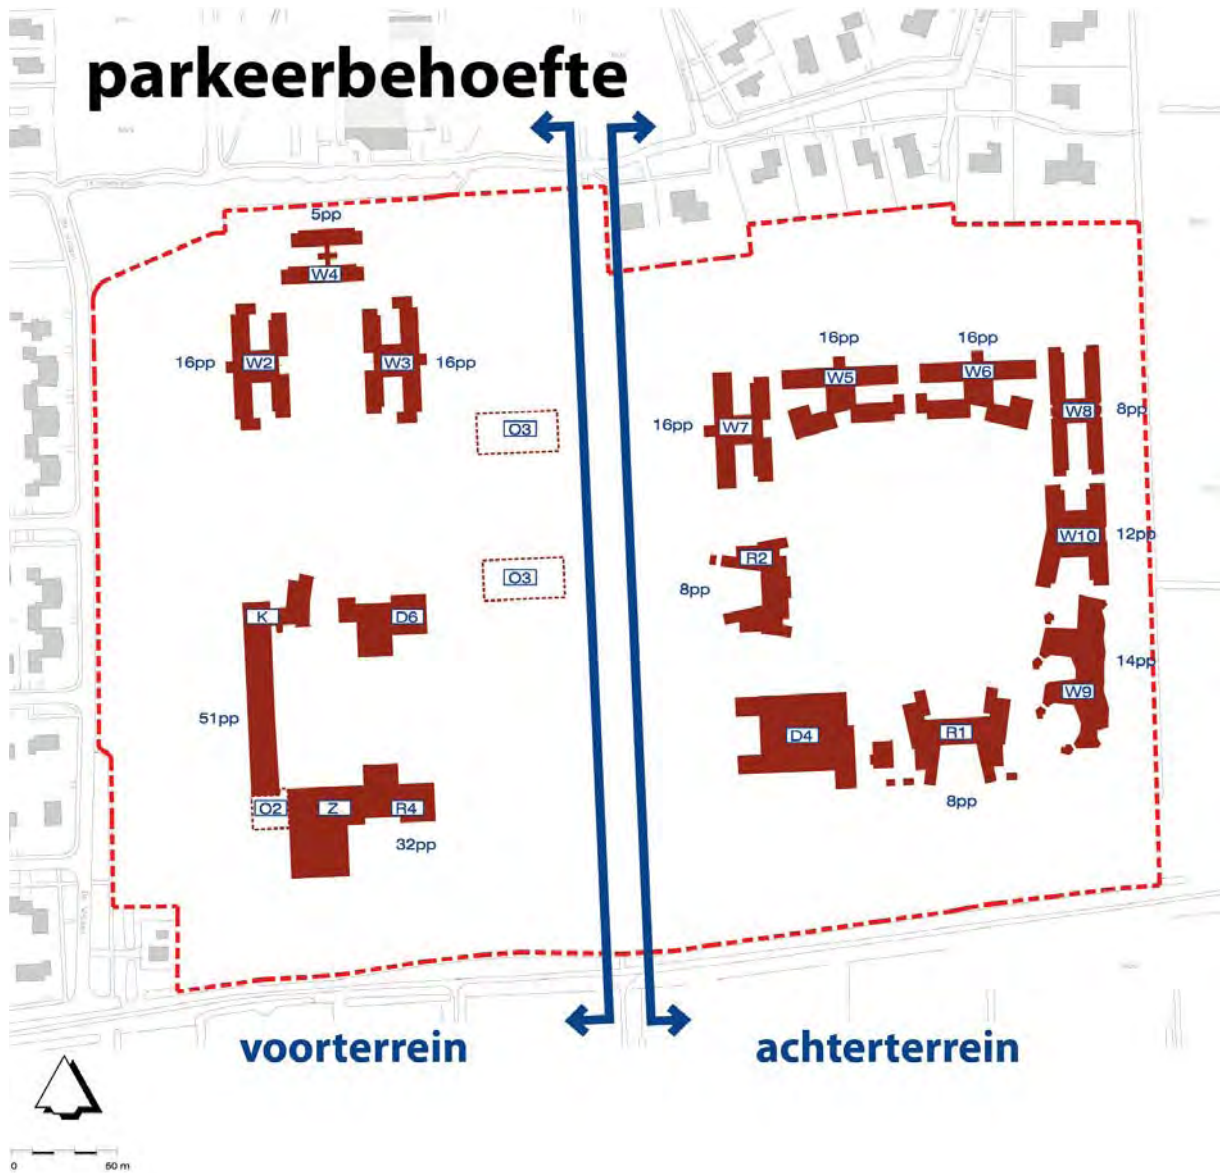 parkeerbehoefte
5pp
W4
16pp
W2
W3
16pp
O3
16pp
16pp
W5
W6
W7
16pp
W8
8pp
W10
12pp
O3
R2
8pp
K
D6
14pp
W9
51pp
D4
R1
8pp
O2
Z
R4
32pp
voorterrein
achterterrein
0
50 m